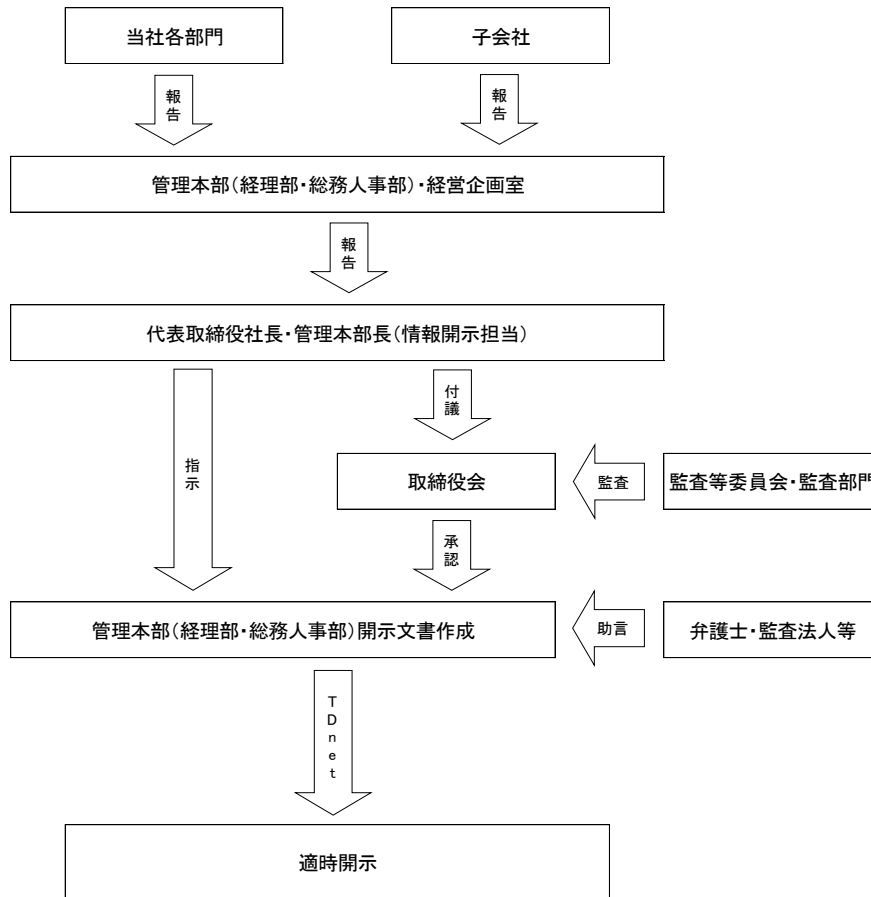 当社各部門
子会社
報告
報告
管理本部(経理部・総務人事部)・経営企画室
報告
代表取締役社長・管理本部長(情報開示担当)
付議
指示
取締役会
監査
監査等委員会・監査部門
承認
管理本部(経理部・総務人事部)開示文書作成
助言
弁護士・監査法人等
TDnet
適時開示